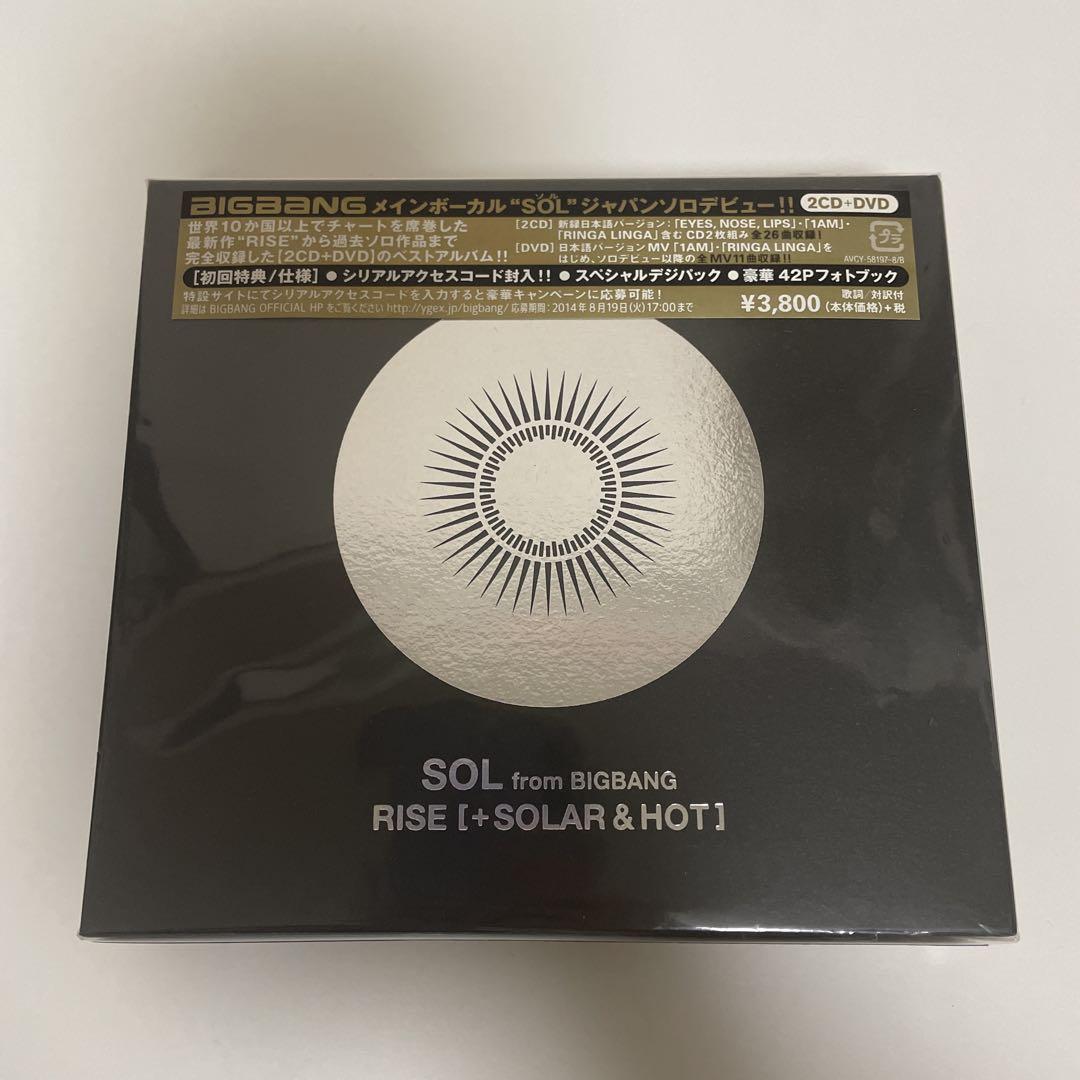 BIGBANG メインボーカル“SOL”ジャパンソロデビュー!! 2CD+DVD
ソル
世界10か国以上でチャートを席巻した
最新作“RISE”から過去ソロ作品まで
完全収録した[2CD+DVD]のベストアルバム!!
[2CD] 新録日本語バージョン:「EYES, NOSE, LIPS」・「1AM」・
「RINGA LINGA」含む CD2枚組み 全26曲収録!
[DVD] 日本語バージョンMV「1AM」・「RINGA LINGA」を
はじめ、ソロデビュー以降の全MV11曲収録!!
プラ
AVCY-58197~8/B
[初回特典/仕様] ● シリアルアクセスコード封入!! ● スペシャルデジパック ● 豪華 42Pフォトブック
特設サイトにてシリアルアクセスコードを入力すると豪華キャンペーンに応募可能!
詳細は BIGBANG OFFICIAL HP をご覧ください http://ygex.jp/bigbang/ 応募期間:2014年8月19日(火)17:00まで
¥3,800 (本体価格)+税
歌詞/対訳付
SOL from BIGBANG
RISE [+SOLAR & HOT]